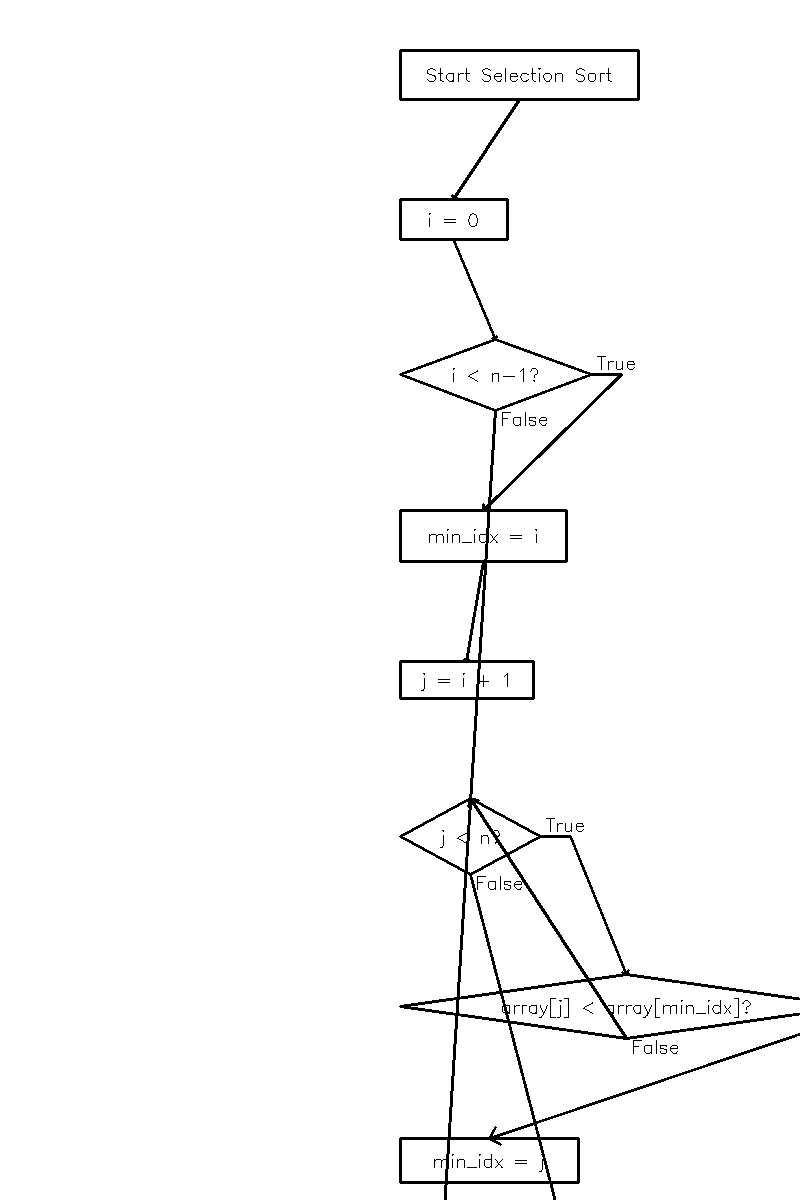 Start Selection Sort
i = 0
i < n-1?
True
False
min_idx = i
j = i + 1
j < n?
True
False
array[j] < array[min_idx]?
False
min_idx = j